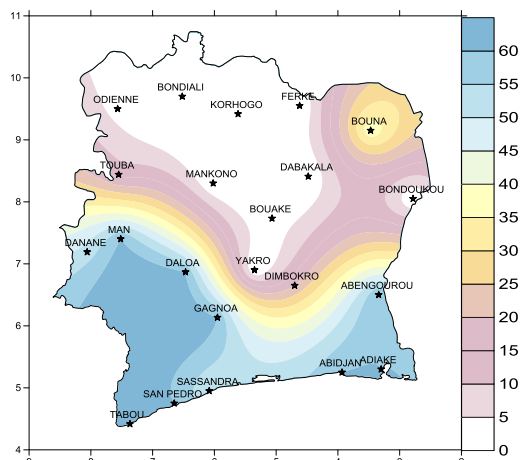 11
10
9
8
7
6
5
4
60
55
50
45
40
35
30
25
20
15
10
5
0
BONDIALI
ODIENNE
KORHOGO
FERKE
BOUNA
TOUBA
MANKONO
DABAKALA
BONDOUKOU
BOUAKE
MAN
DANANE
DALOA
YAKRO
DIMBOKRO
ABENGOUROU
GAGNOA
ABIDJAN
ADIAKE
SASSANDRA
SAN PEDRO
TABOU